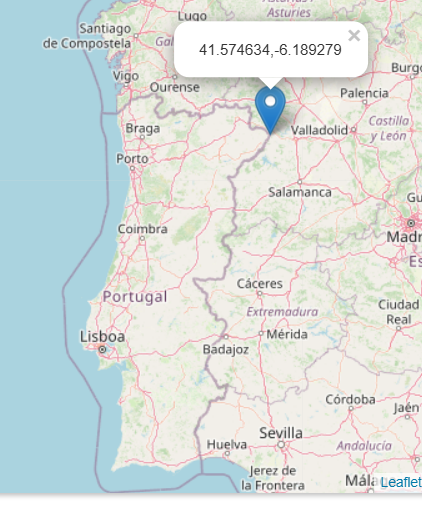 Asturies
Asturies
Lugo
Santiago
de Compostela
×
41.574634,-6.189279
Burgo
Vigo
Ourense
Palencia
Castilla
y León
Braga
Valladolid
Porto
Salamanca
Gu
Coimbra
Madr
Es
Cáceres
Portugal
Extremadura
Ciudad
Real
Lisboa
Mérida
Badajoz
Córdoba
Jaén
Huelva
Sevilla
Andalucía
Jerez de
la Frontera
Mála
Leaflet